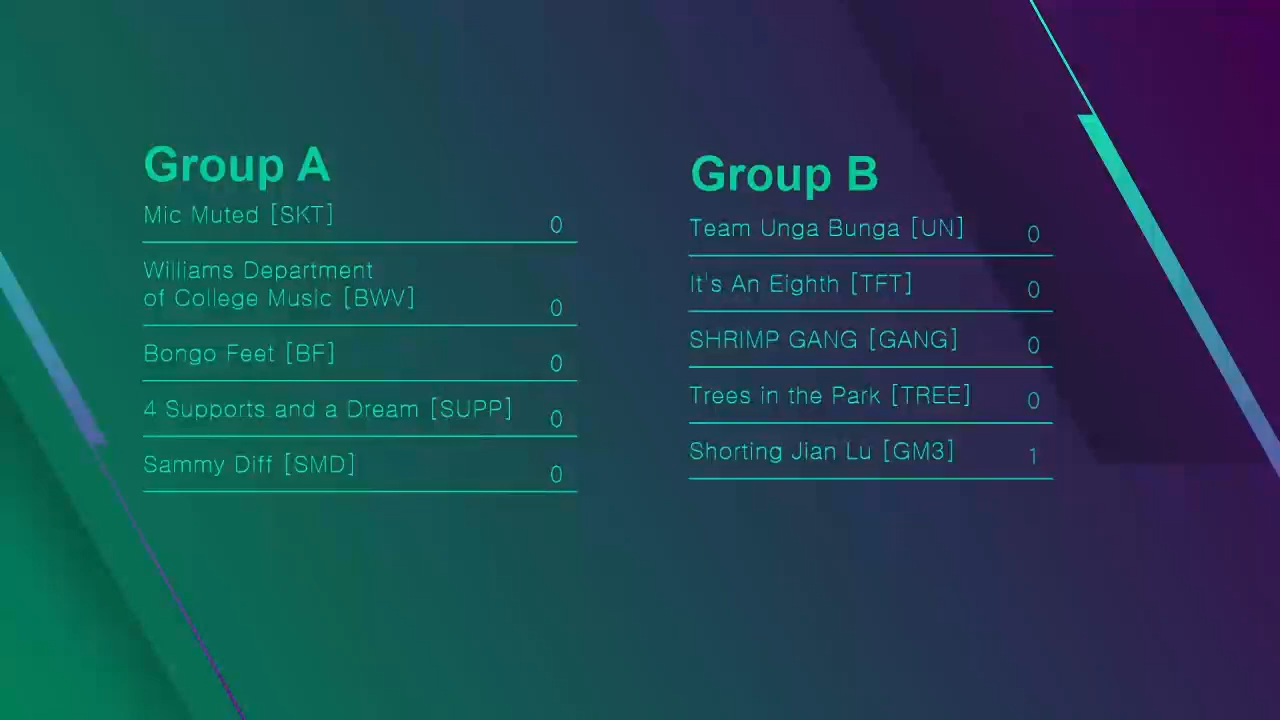 Group A
Mic Muted [SKT] 0
Williams Department
of College Music [BWV] 0
Bongo Feet [BF] 0
4 Supports and a Dream [SUPP] 0
Sammy Diff [SMD] 0
Group B
Team Unga Bunga [UN] 0
It's An Eighth [TFT] 0
SHRIMP GANG [GANG] 0
Trees in the Park [TREE] 0
Shorting Jian Lu [GM3] 1